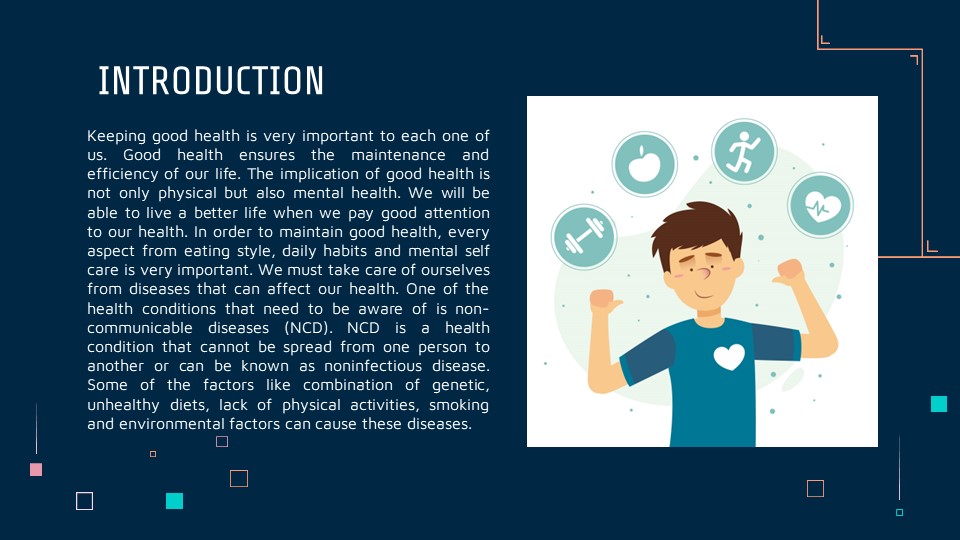 INTRODUCTION
Keeping good health is very important to each one of
us. Good health ensures the maintenance and
efficiency of our life. The implication of good health is
not only physical but also mental health. We will be
able to live a better life when we pay good attention
to our health. In order to maintain good health, every
aspect from eating style, daily habits and mental self
care is very important. We must take care of ourselves
from diseases that can affect our health. One of the
health conditions that need to be aware of is non-
communicable diseases (NCD). NCD is a health
condition that cannot be spread from one person to
another or can be known as noninfectious disease.
Some of the factors like combination of genetic,
unhealthy diets, lack of physical activities, smoking
and environmental factors can cause these diseases.